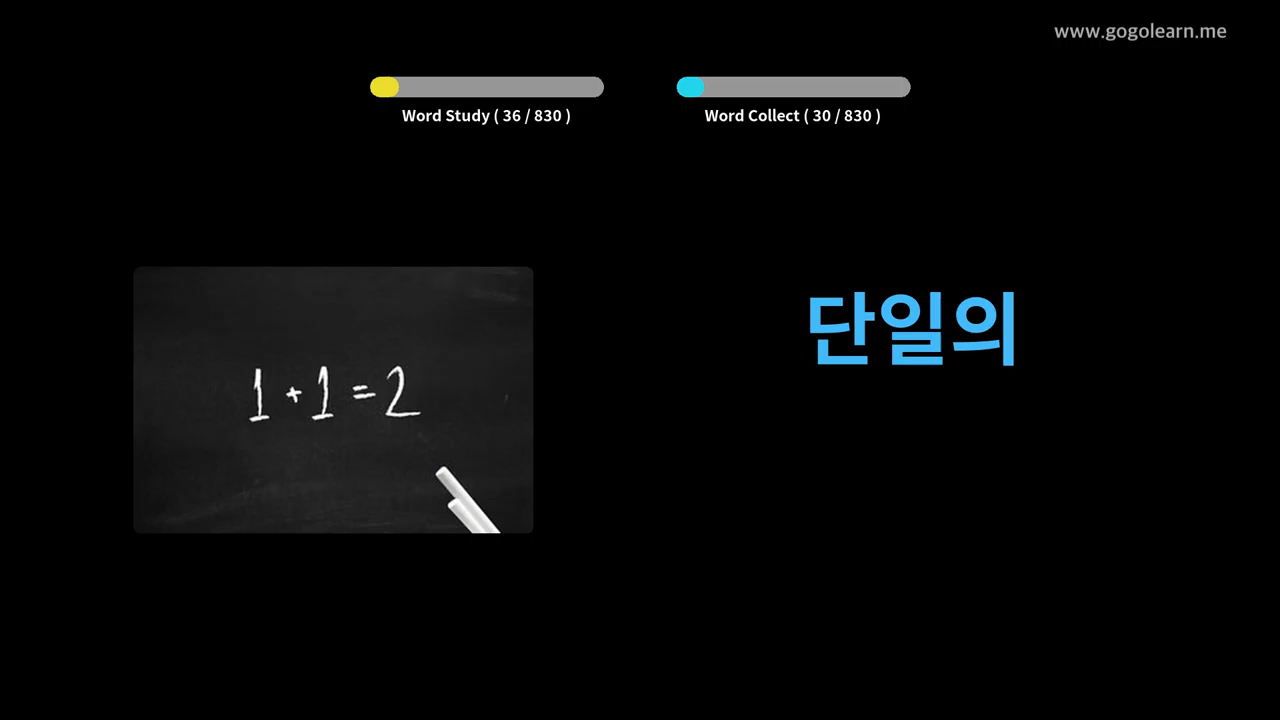 www.gogolearn.me
Word Study ( 36 / 830 )
Word Collect ( 30 / 830 )
단일의
1 + 1 = 2